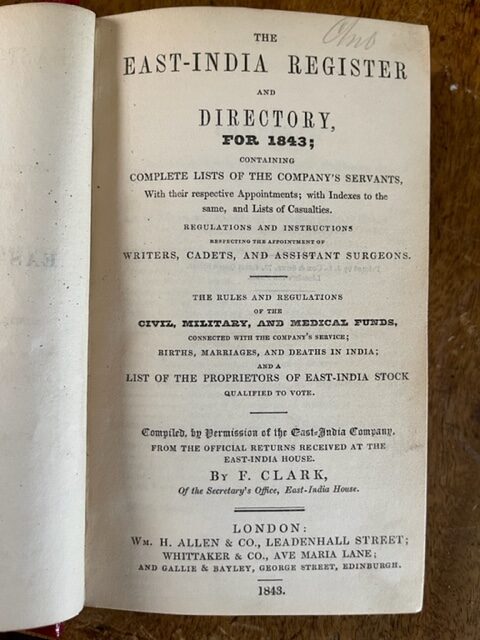 THE
EAST-INDIA REGISTER
AND
DIRECTORY,
FOR 1843;
CONTAINING
COMPLETE LISTS OF THE COMPANY'S SERVANTS,
With their respective Appointments; with Indexes to the
same, and Lists of Casualties.
REGULATIONS AND INSTRUCTIONS
RESPECTING THE APPOINTMENT OF
WRITERS, CADETS, AND ASSISTANT SURGEONS.
THE RULES AND REGULATIONS
OF THE
CIVIL, MILITARY, AND MEDICAL FUNDS,
CONNECTED WITH THE COMPANY'S SERVICE;
BIRTHS, MARRIAGES, AND DEATHS IN INDIA;
AND A
LIST OF THE PROPRIETORS OF EAST-INDIA STOCK
QUALIFIED TO VOTE.
Compiled, by Permission of the East-India Company,
FROM THE OFFICIAL RETURNS RECEIVED AT THE
EAST-INDIA HOUSE.
BY F. CLARK,
Of the Secretary's Office, East-India House.
LONDON:
WM. H. ALLEN & CO., LEADENHALL STREET;
WHITTAKER & CO., AVE MARIA LANE;
AND GALLIE & BAYLEY, GEORGE STREET, EDINBURGH.
1843.